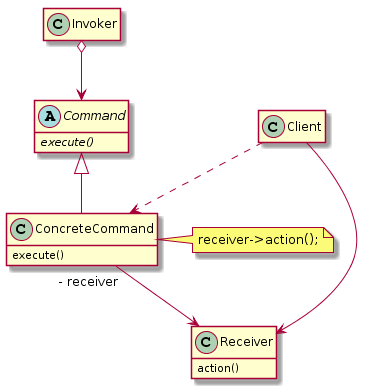 C Invoker
A Command
execute()
C Client
C ConcreteCommand
execute()
receiver->action();
- receiver
C Receiver
action()